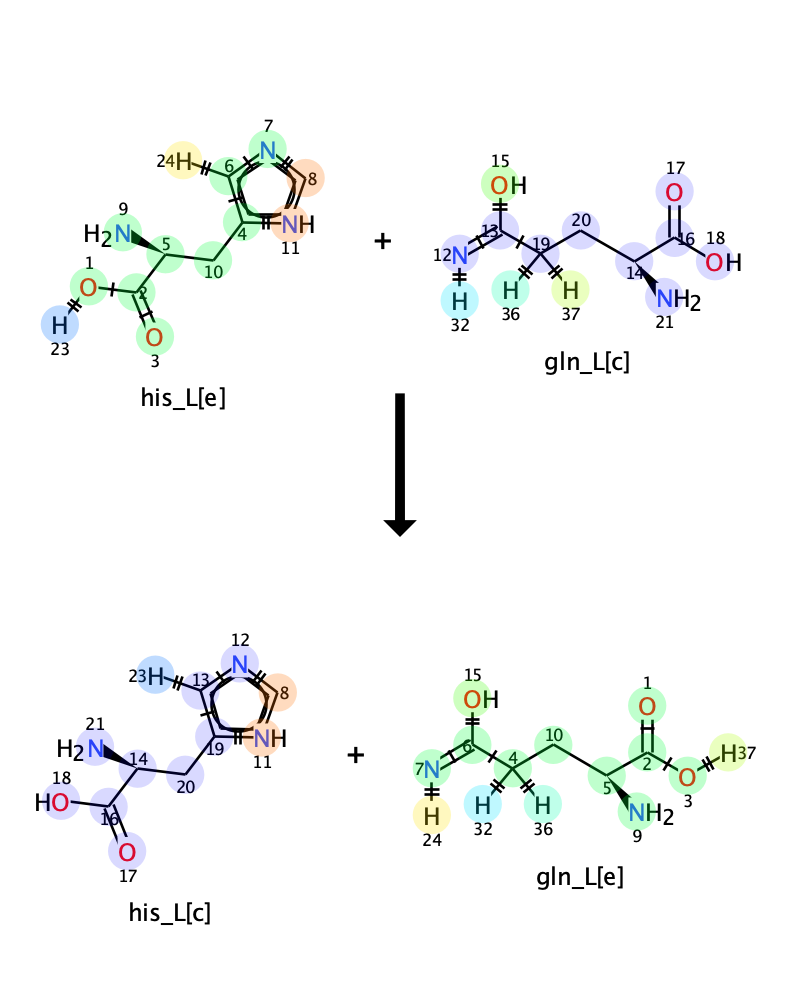 7
24 H 6 N 8
9
H₂N 5 4 NH
11
1 10
O 2
H O
23 3
his_L[e]
+
15 17
OH O
20
13 16 18
12 N 19 14 OH
H H H NH₂
32 36 37 21
gln_L[c]
12
23 H 13 N 8
21
H₂N 14 19 NH
11
18 20
HO 16
O
17
his_L[c]
+
15 1
OH O
10
6 2 H 37
7 N 4 5 O
3
H H H NH₂
24 32 36 9
gln_L[e]